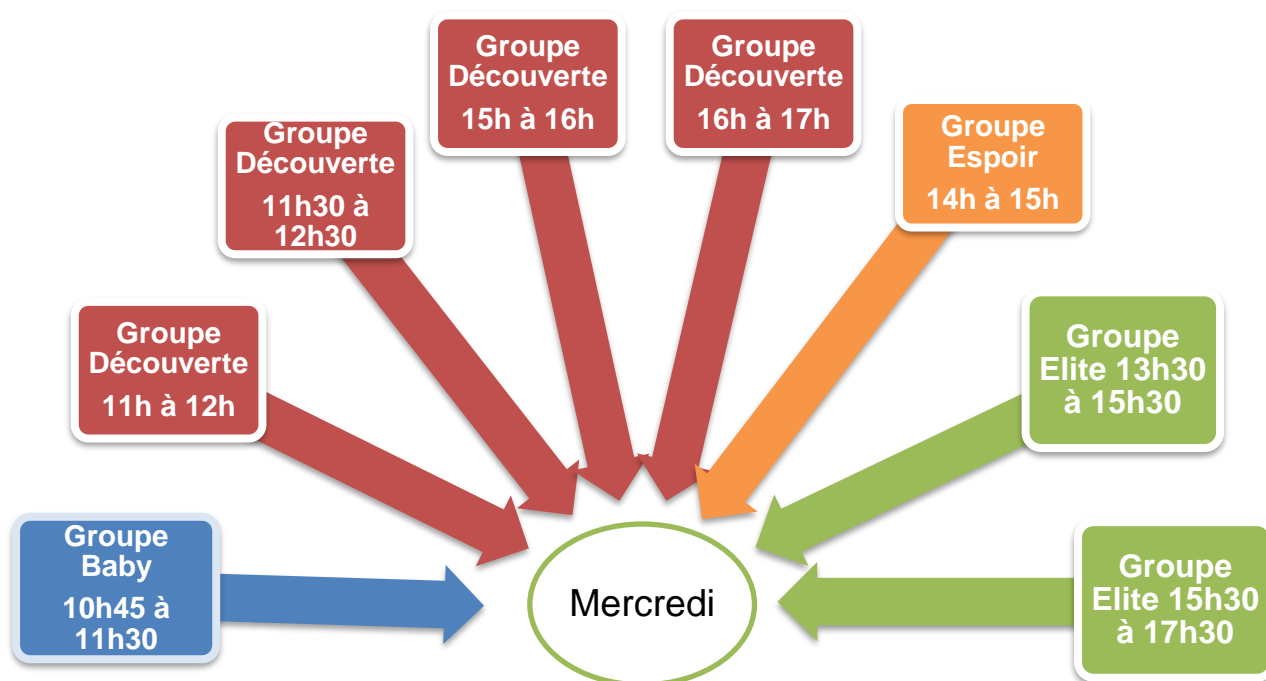 Groupe
Baby
10h45 à
11h30
Groupe
Découverte
11h à 12h
Groupe
Découverte
11h30 à
12h30
Groupe
Découverte
15h à 16h
Groupe
Découverte
16h à 17h
Groupe
Espoir
14h à 15h
Groupe
Elite 13h30
à 15h30
Groupe
Elite 15h30
à 17h30
Mercredi